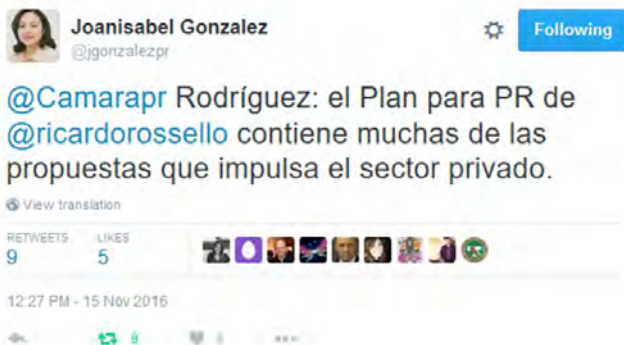 Joanisabel Gonzalez
@jgonzalezpr
Following
@Camarapr Rodríguez: el Plan para PR de
@ricardorossello contiene muchas de las
propuestas que impulsa el sector privado.
View translation
RETWEETS LIKES
9 5
12:27 PM - 15 Nov 2016
9